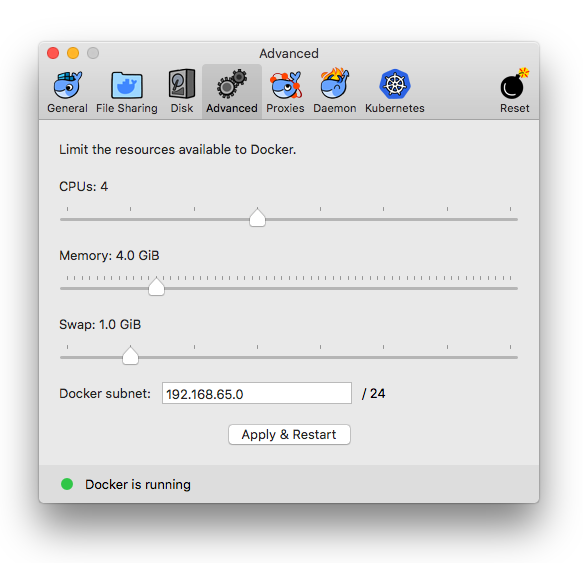 Advanced
General File Sharing Disk Advanced Proxies Daemon Kubernetes Reset
Limit the resources available to Docker.
CPUs: 4
Memory: 4.0 GiB
Swap: 1.0 GiB
Docker subnet: 192.168.65.0 / 24
Apply & Restart
Docker is running